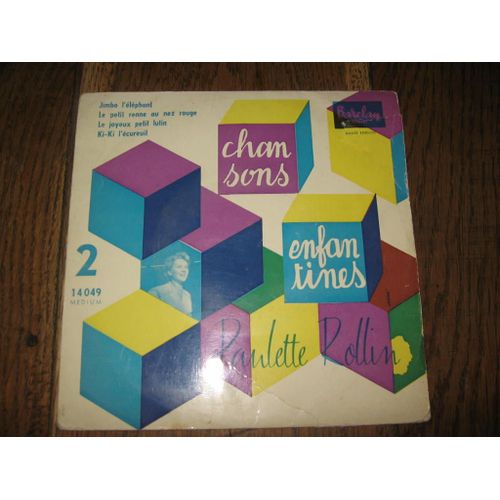 Jimbo l'éléphant
Le petit renne au nez rouge
Le joyeux petit lutin
Ki-Ki l'écureuil
Barclay
chan
sons
enfan
tines
2
14 049
MEDIUM
Paulette Rollin